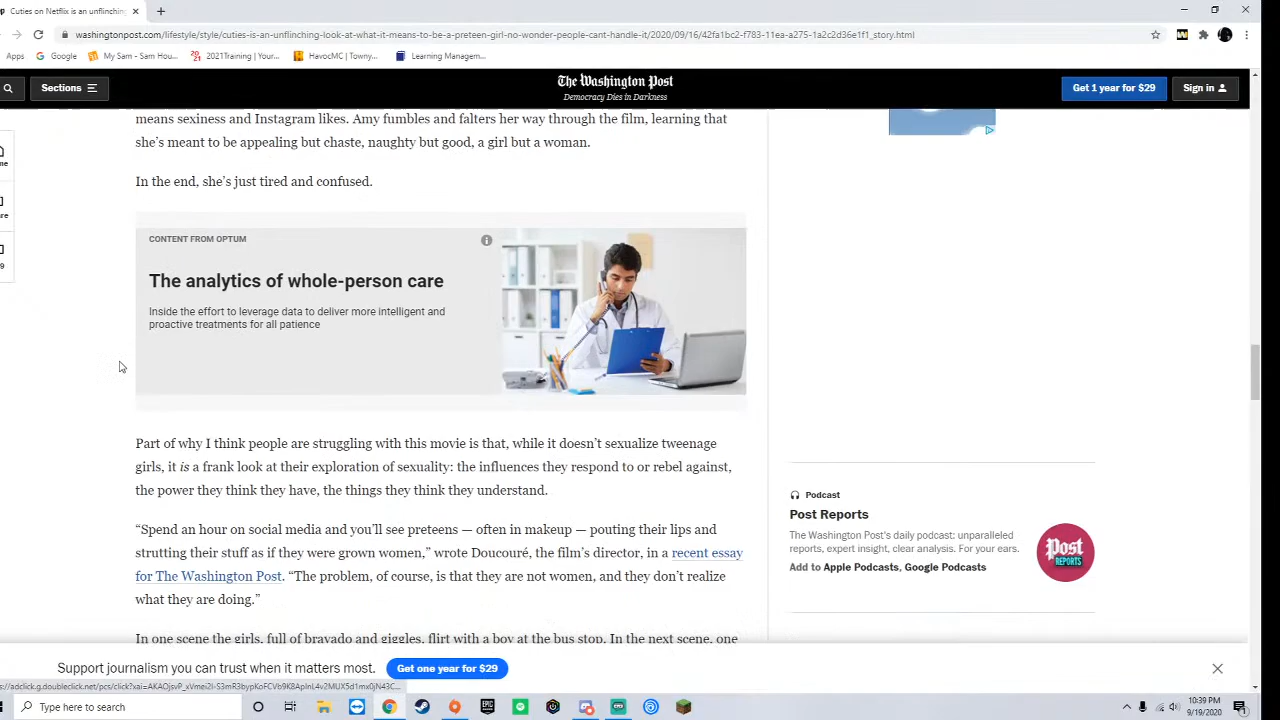 Cuties on Netflix is an unflinchin
washingtonpost.com/lifestyle/style/cuties-is-an-unflinching-look-at-what-it-means-to-be-a-preteen-girl-no-wonder-people-cant-handle-it/2020/09/16/42fa1bc2-f783-11ea-a275-1a2c2d36e1f1_story.html
Apps Google My Sam - Sam Hou... 2021Training | Your... HavocMC | Towny... Learning Managem...
Sections
The Washington Post
Democracy Dies in Darkness
Get 1 year for $29
Sign in
means sexiness and Instagram likes. Amy fumbles and falters her way through the film, learning that
she's meant to be appealing but chaste, naughty but good, a girl but a woman.
In the end, she's just tired and confused.
CONTENT FROM OPTUM
The analytics of whole-person care
Inside the effort to leverage data to deliver more intelligent and
proactive treatments for all patience
Part of why I think people are struggling with this movie is that, while it doesn't sexualize tweenage
girls, it is a frank look at their exploration of sexuality: the influences they respond to or rebel against,
the power they think they have, the things they think they understand.
“Spend an hour on social media and you'll see preteens — often in makeup — pouting their lips and
strutting their stuff as if they were grown women,” wrote Doucouré, the film's director, in a recent essay
for The Washington Post. “The problem, of course, is that they are not women, and they don't realize
what they are doing.”
In one scene the girls, full of bravado and giggles, flirt with a boy at the bus stop. In the next scene, one
Podcast
Post Reports
The Washington Post's daily podcast: unparalleled
reports, expert insight, clear analysis. For your ears.
Add to Apple Podcasts, Google Podcasts
Post
REPORTS
Support journalism you can trust when it matters most.
Get one year for $29
Type here to search
EPIC
10:39 PM
9/19/2020